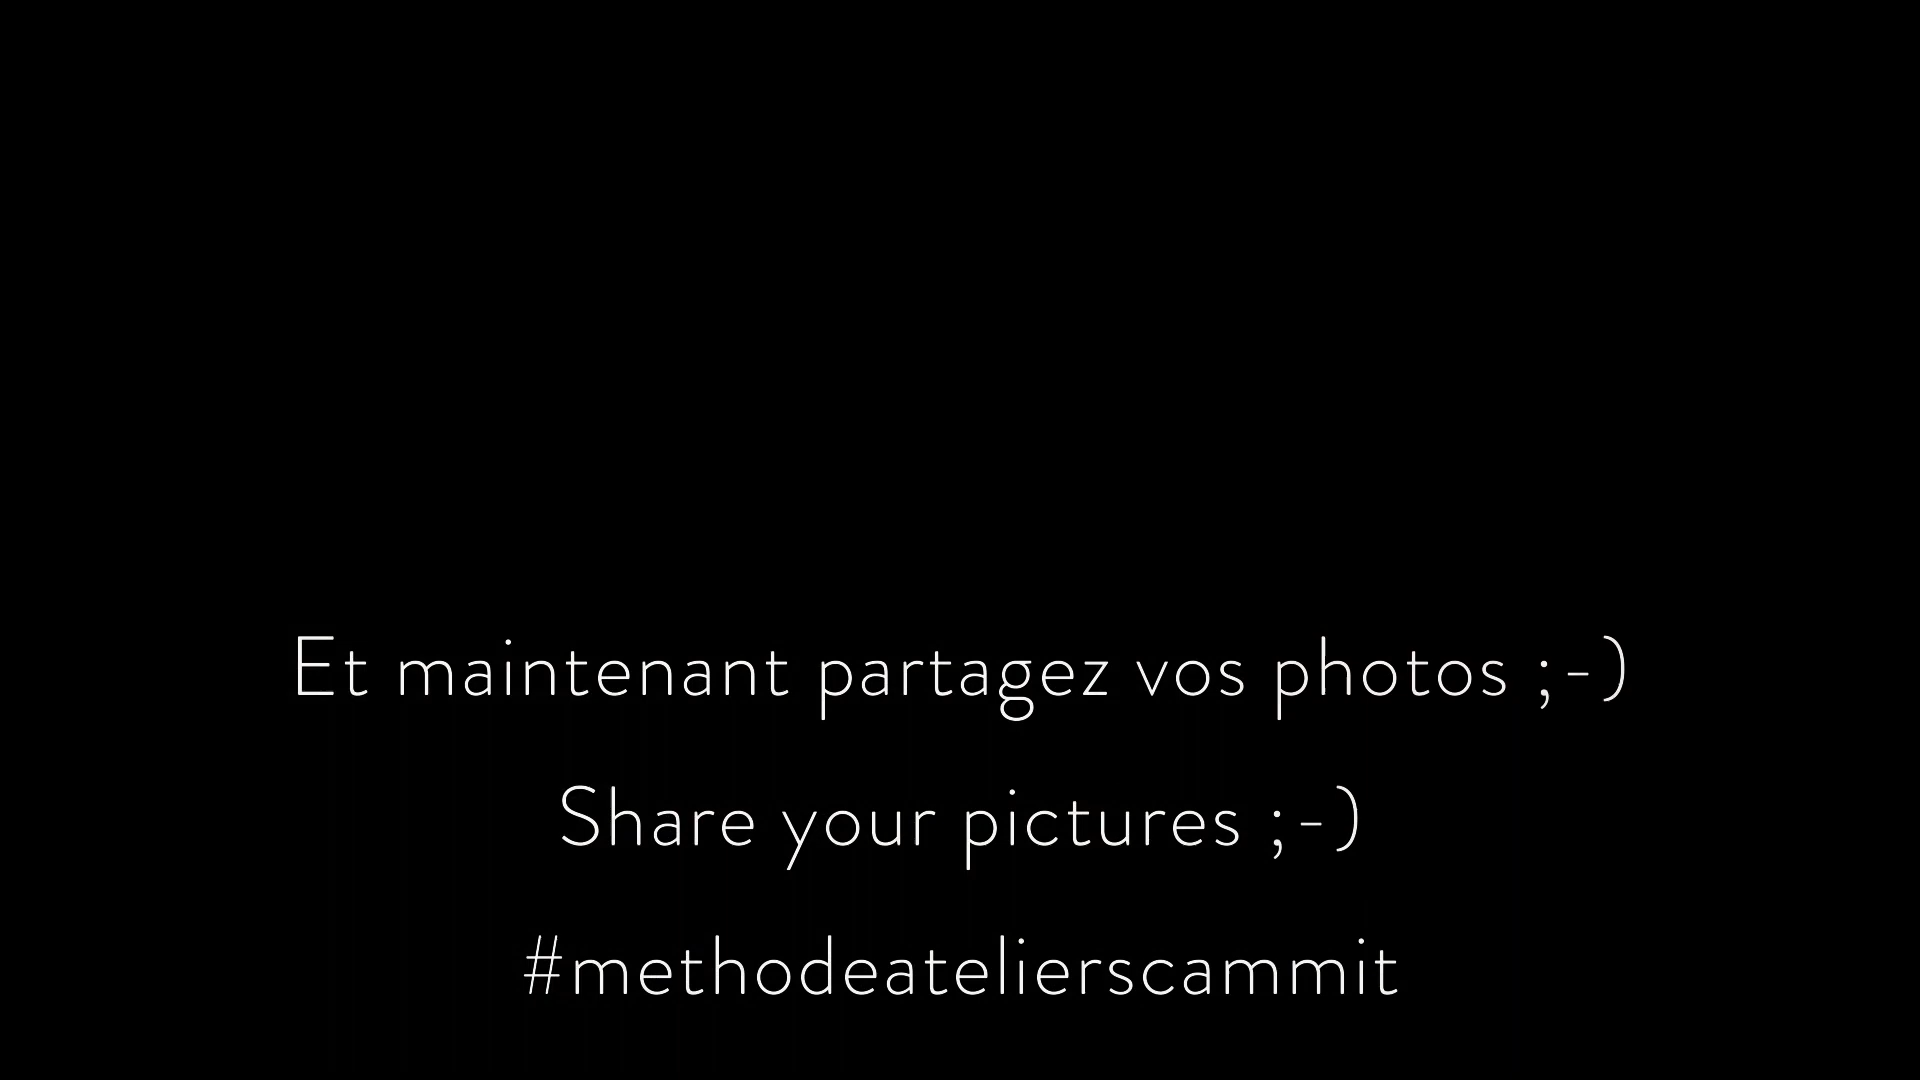 Et maintenant partagez vos photos ;-)
Share your pictures ;-)
#methodeatelierscammit